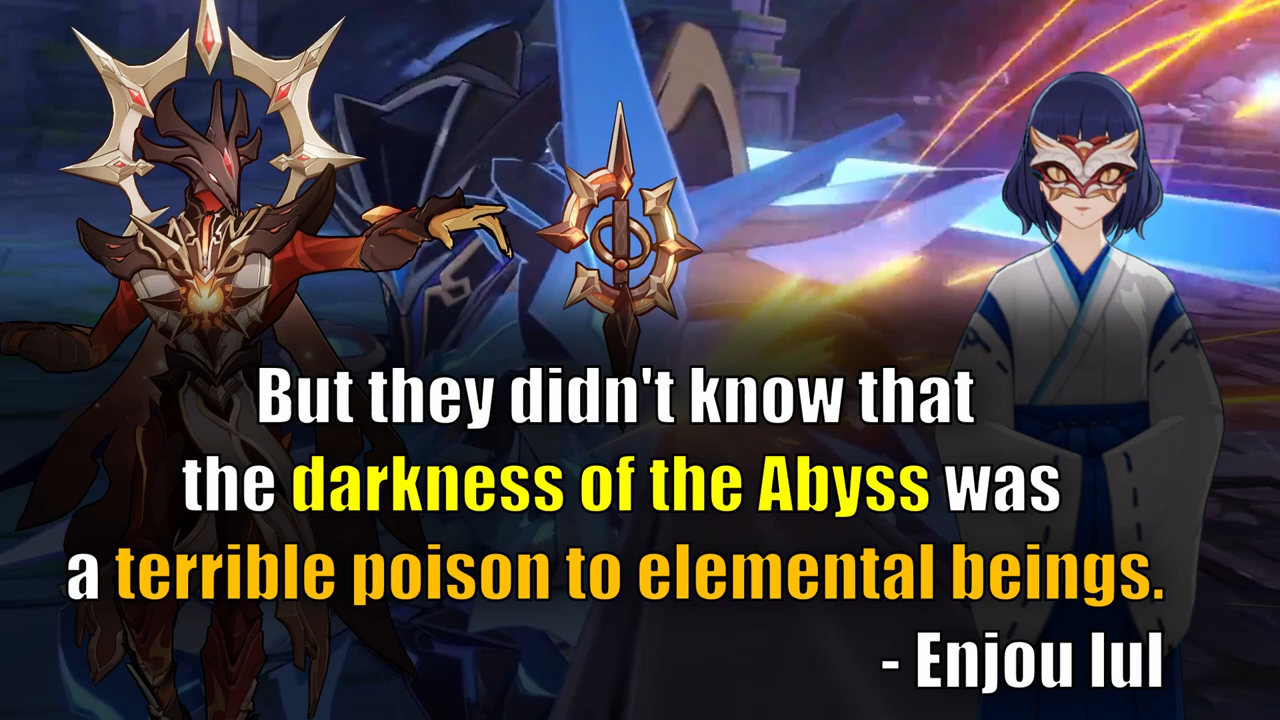 But they didn't know that
the darkness of the Abyss was
a terrible poison to elemental beings.
- Enjou lul